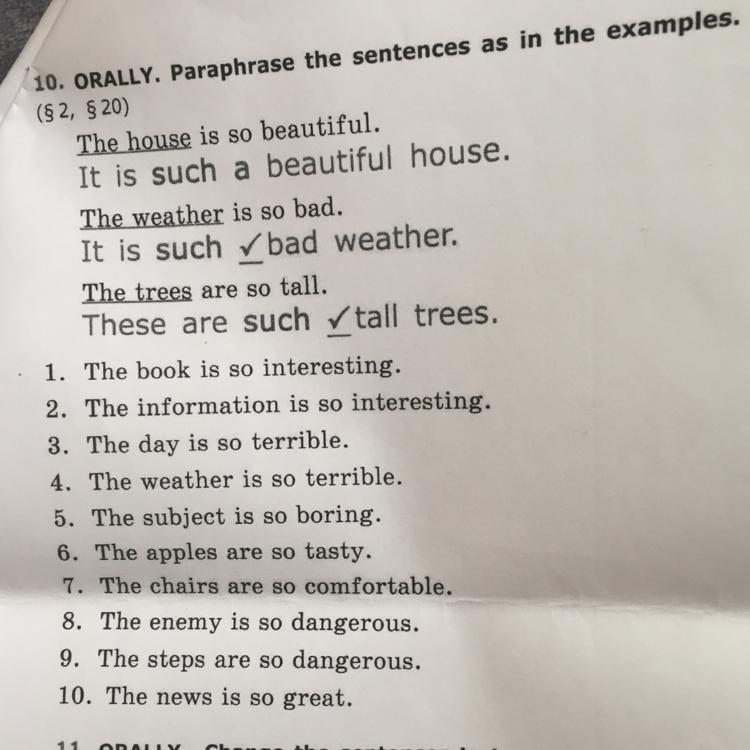 10. ORALLY. Paraphrase the sentences as in the examples.
(§ 2, § 20)
The house is so beautiful.
It is such a beautiful house.
The weather is so bad.
It is such ✓ bad weather.
The trees are so tall.
These are such ✓ tall trees.
1. The book is so interesting.
2. The information is so interesting.
3. The day is so terrible.
4. The weather is so terrible.
5. The subject is so boring.
6. The apples are so tasty.
7. The chairs are so comfortable.
8. The enemy is so dangerous.
9. The steps are so dangerous.
10. The news is so great.
11. ORALLY. Change the sentences